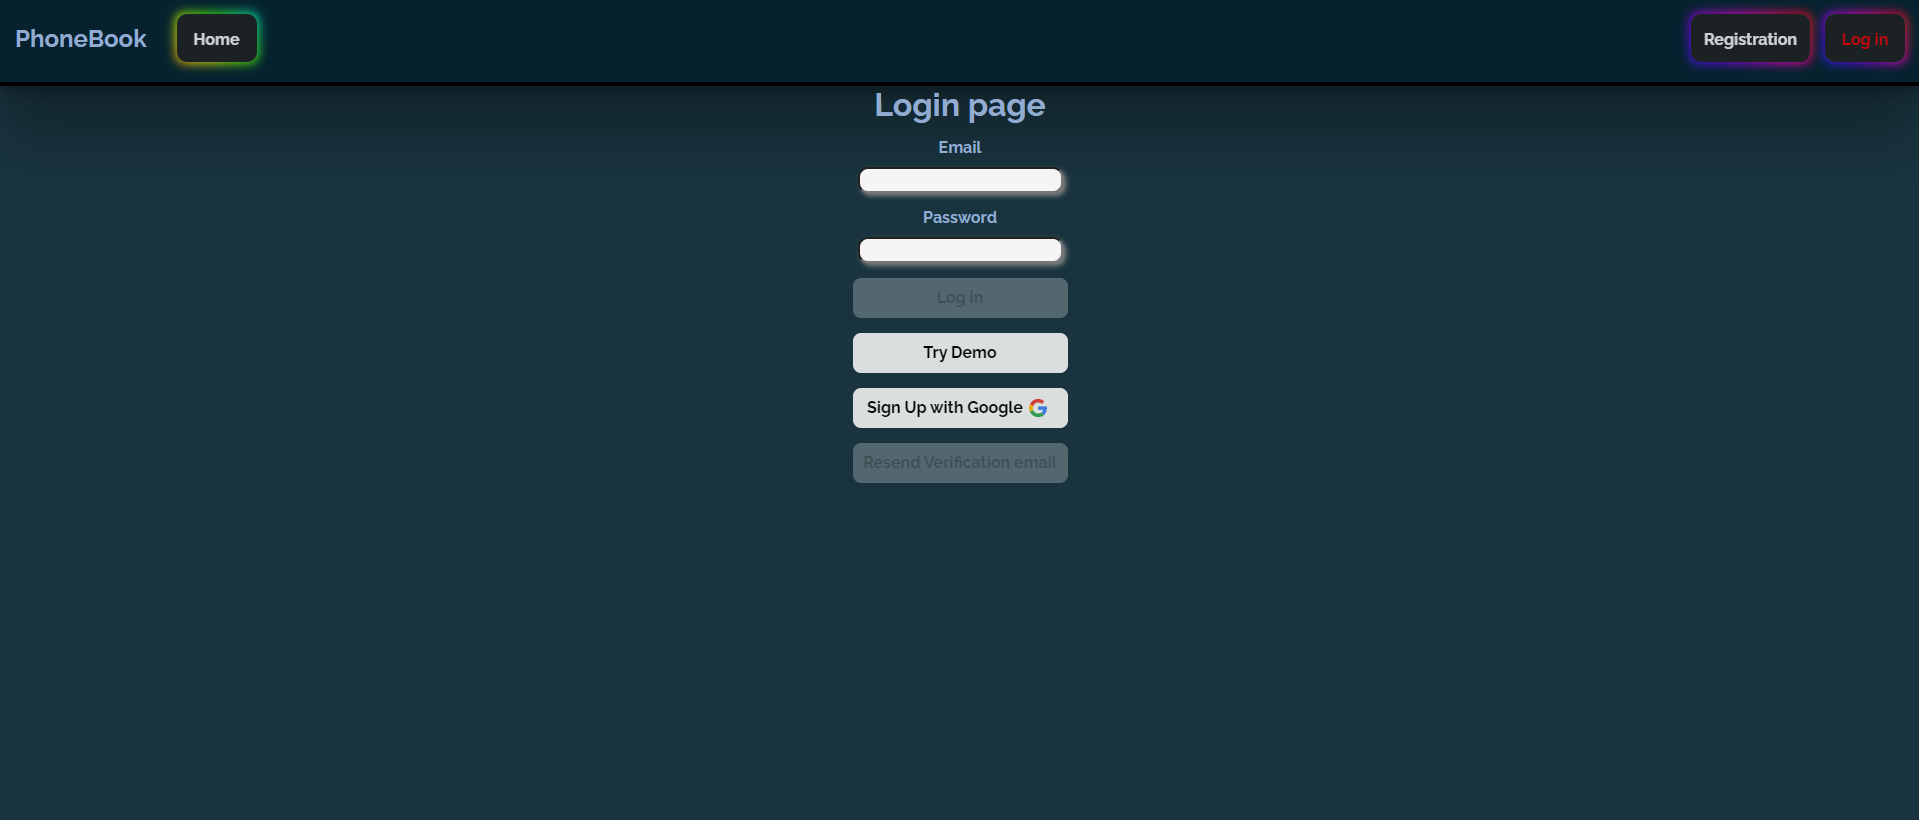 PhoneBook
Home
Registration
Log in
Login page
Email
Password
Log in
Try Demo
Sign Up with Google
Resend Verification email